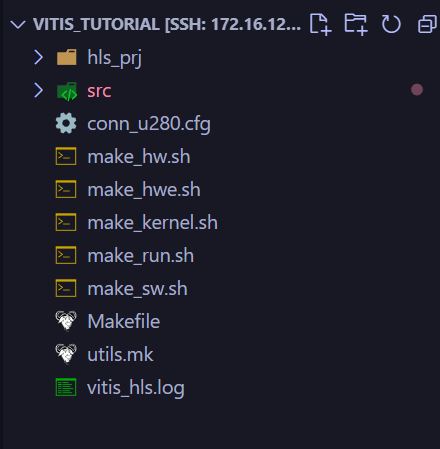 VITIS_TUTORIAL [SSH: 172.16.12...
hls_prj
src
conn_u280.cfg
make_hw.sh
make_hwe.sh
make_kernel.sh
make_run.sh
make_sw.sh
Makefile
utils.mk
vitis_hls.log